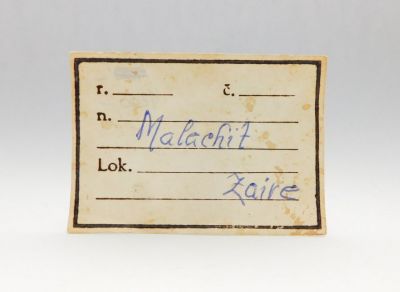 r. č.
n.
Malachit
Lok.
Zaire